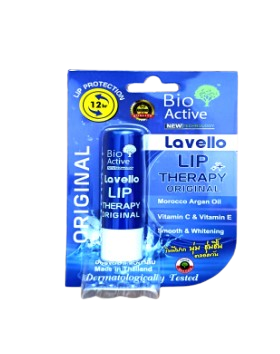 LIP PROTECTION
12hr
Bio
Active
NEW
ORIGINAL
Lavello
LIP
THERAPY
ORIGINAL
Morocco Argan Oil
Vitamin C & Vitamin E
Smooth & Whitening
Bio
Active
Lavello
LIP
THERAPY
ORIGINAL
Made in Thailand
Dermatologically Tested